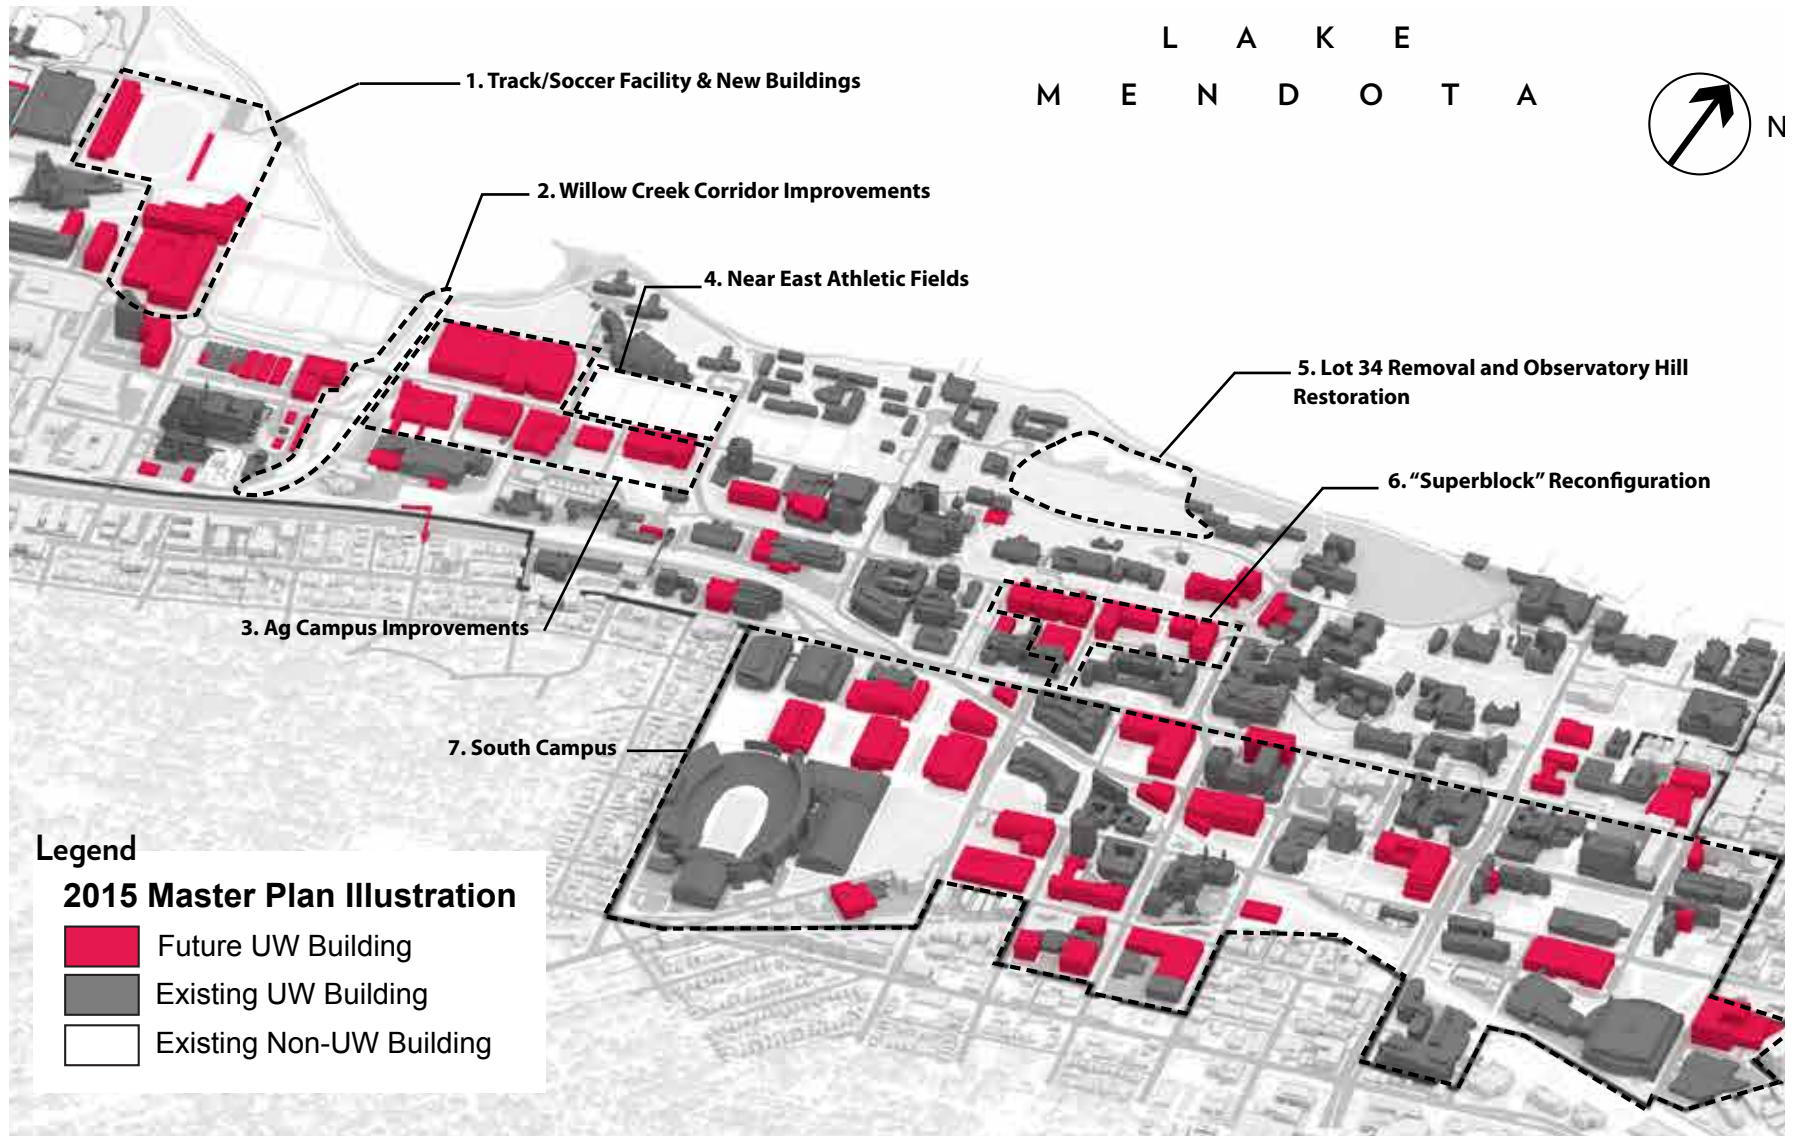 L A K E
M E N D O T A
N
1. Track/Soccer Facility & New Buildings
2. Willow Creek Corridor Improvements
4. Near East Athletic Fields
5. Lot 34 Removal and Observatory Hill
Restoration
6. “Superblock” Reconfiguration
3. Ag Campus Improvements
7. South Campus
Legend
2015 Master Plan Illustration
Future UW Building
Existing UW Building
Existing Non-UW Building